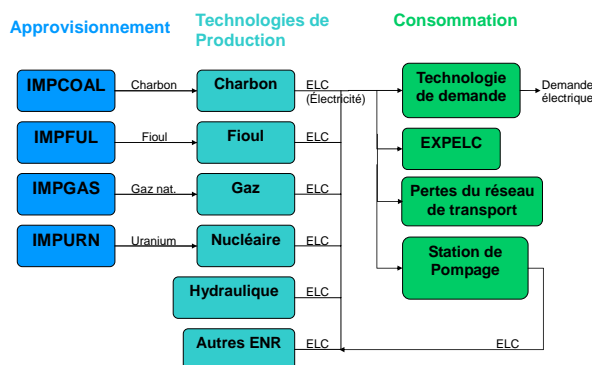 Approvisionnement
Technologies de
Production
Consommation
IMPCOAL
Charbon
Charbon
ELC
(Électricité)
Technologie
de demande
Demande
électrique
IMPFUL
Fioul
Fioul
ELC
EXPELC
IMPGAS
Gaz nat.
Gaz
ELC
Pertes du réseau
de transport
IMPURN
Uranium
Nucléaire
ELC
Station de
Pompage
Hydraulique
ELC
Autres ENR
ELC
ELC